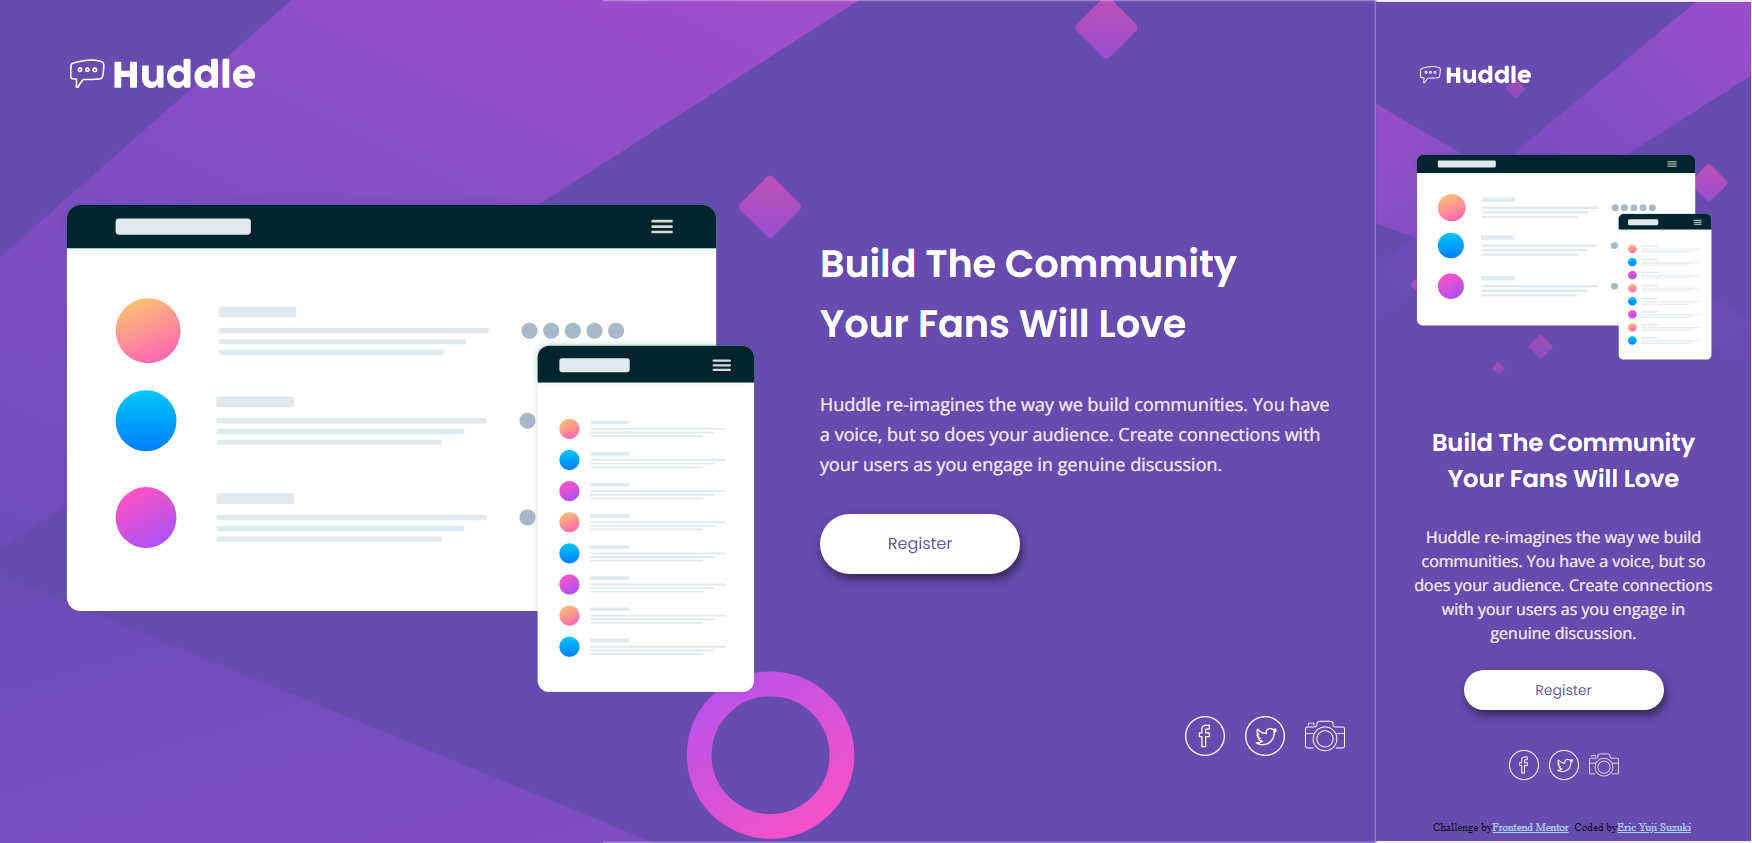 Huddle
Build The Community
Your Fans Will Love
Huddle re-imagines the way we build communities. You have
a voice, but so does your audience. Create connections with
your users as you engage in genuine discussion.
Register
Huddle
Build The Community
Your Fans Will Love
Huddle re-imagines the way we build
communities. You have a voice, but so
does your audience. Create connections
with your users as you engage in
genuine discussion.
Register
Challenge by Frontend Mentor. Coded by Eric Yuji Suzuki.